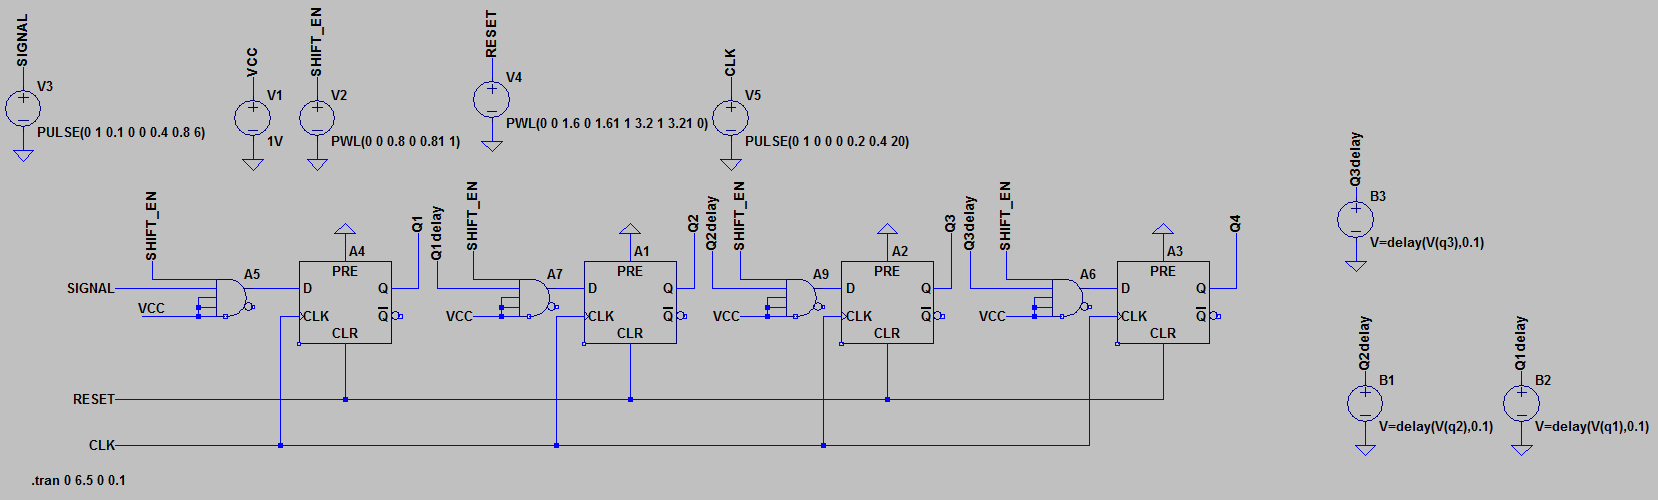 SIGNAL
V3
PULSE(0 1 0.1 0 0 0.4 0.8 6)
VCC
V1
1V
SHIFT_EN
V2
PWL(0 0 0.8 0 0.81 1)
RESET
V4
PWL(0 0 1.6 0 1.61 1 3.2 1 3.21 0)
CLK
V5
PULSE(0 1 0 0 0 0.2 0.4 20)
SHIFT_EN
SIGNAL
VCC
A5
A4
PRE
D
Q
CLK
Q
CLR
Q1
Q1delay
SHIFT_EN
VCC
A7
A1
PRE
D
Q
CLK
Q
CLR
Q2
Q2delay
SHIFT_EN
VCC
A9
A2
PRE
D
Q
CLK
Q
CLR
Q3
Q3delay
SHIFT_EN
VCC
A6
A3
PRE
D
Q
CLK
Q
CLR
Q4
RESET
CLK
Q3delay
B3
V=delay(V(q3),0.1)
Q2delay
B1
V=delay(V(q2),0.1)
Q1delay
B2
V=delay(V(q1),0.1)
.tran 0 6.5 0 0.1